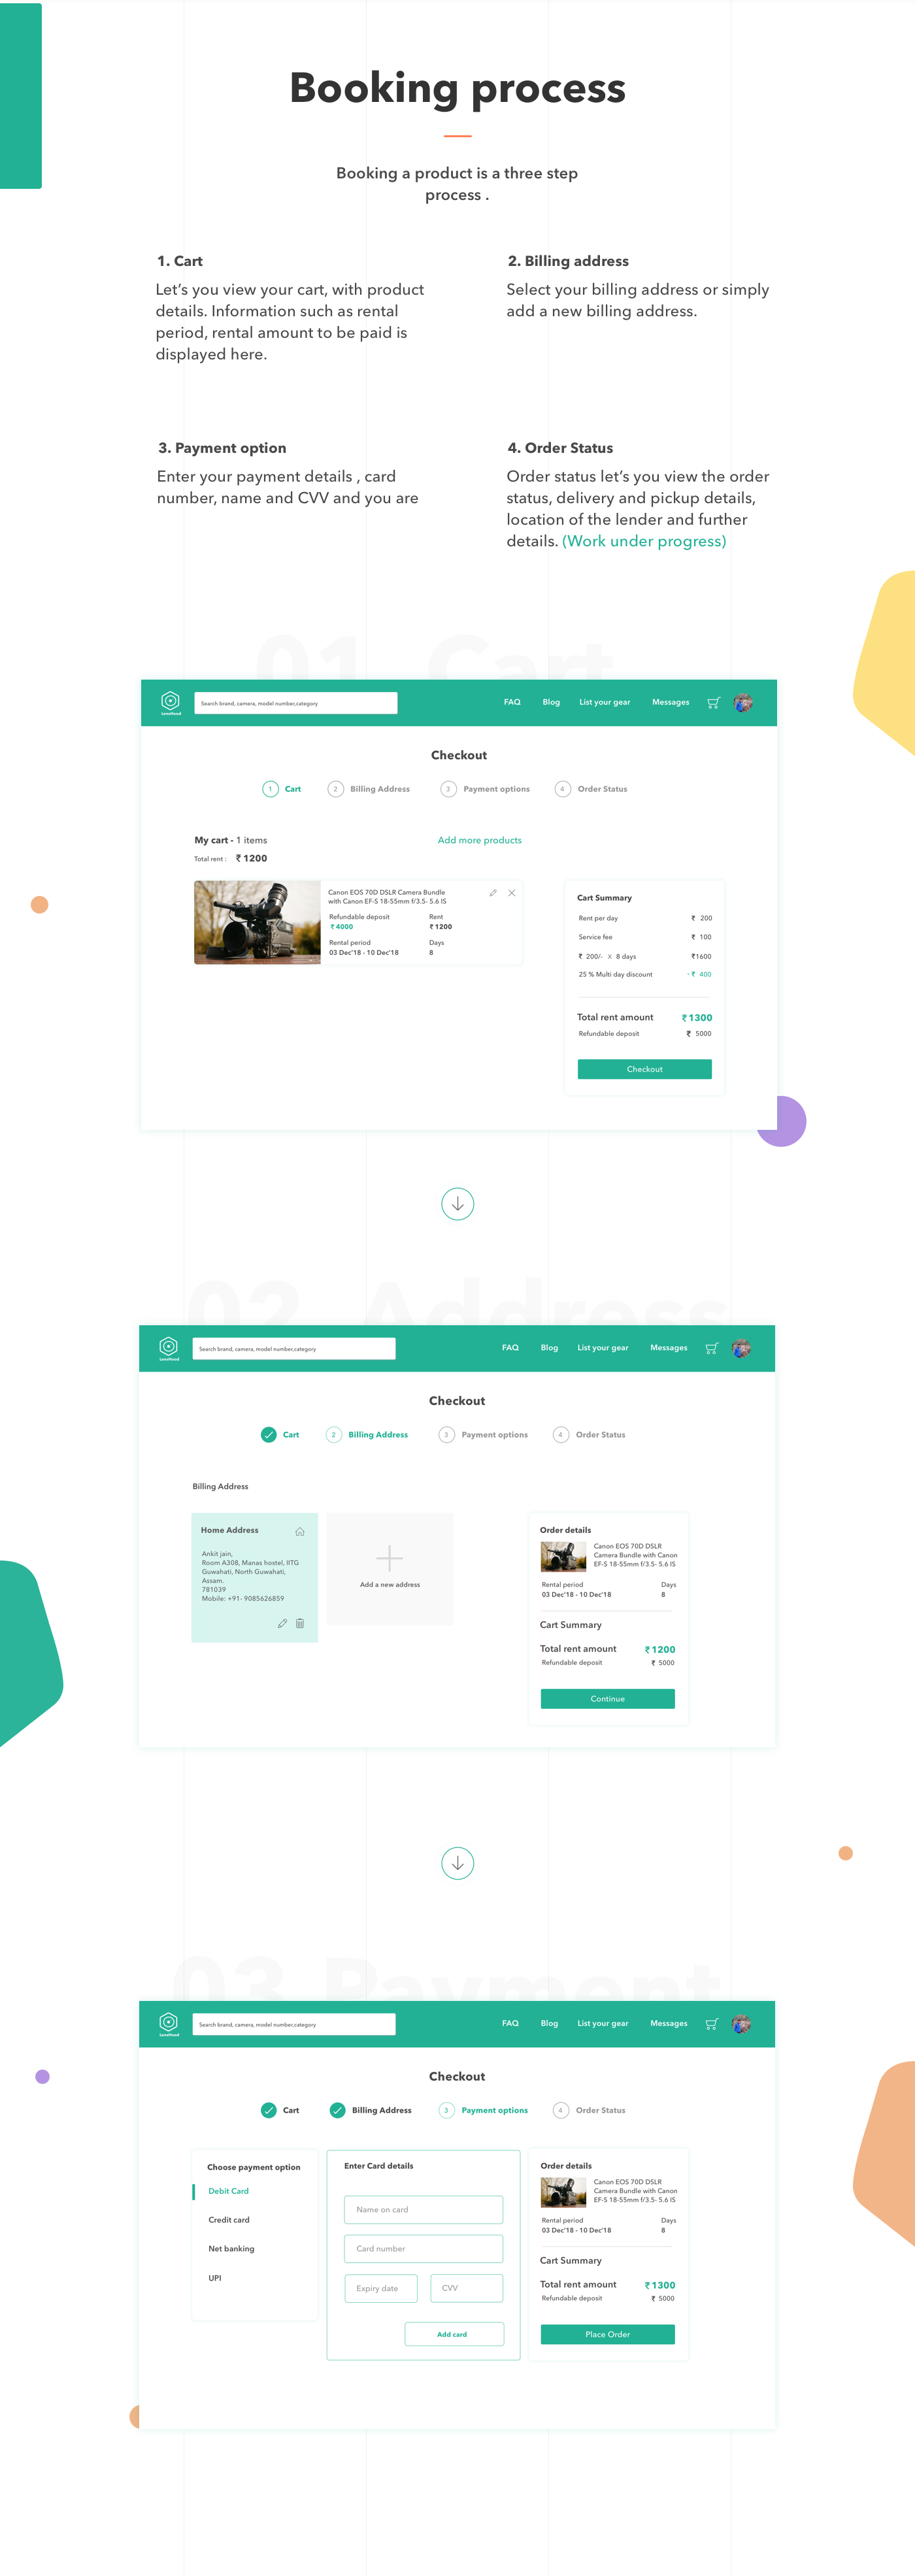 Booking process
Booking a product is a three step
process .
1. Cart
Let's you view your cart, with product
details. Information such as rental
period, rental amount to be paid is
displayed here.
2. Billing address
Select your billing address or simply
add a new billing address.
3. Payment option
Enter your payment details , card
number, name and CVV and you are
4. Order Status
Order status let's you view the order
status, delivery and pickup details,
location of the lender and further
details. (Work under progress)
01 Cart
LensHood
Search brand, camera, model number,category
FAQ Blog List your gear Messages
Checkout
1 Cart 2 Billing Address 3 Payment options 4 Order Status
My cart - 1 items
Add more products
Total rent : ₹ 1200
Canon EOS 70D DSLR Camera Bundle
with Canon EF-S 18-55mm f/3.5- 5.6 IS
Refundable deposit Rent
₹ 4000 ₹ 1200
Rental period Days
03 Dec'18 - 10 Dec'18 8
Cart Summary
Rent per day ₹ 200
Service fee ₹ 100
₹ 200/- X 8 days ₹1600
25 % Multi day discount - ₹ 400
Total rent amount ₹ 1300
Refundable deposit ₹ 5000
Checkout
02 Address
LensHood
Search brand, camera, model number,category
FAQ Blog List your gear Messages
Checkout
Cart 2 Billing Address 3 Payment options 4 Order Status
Billing Address
Home Address
Ankit jain,
Room A308, Manas hostel, IITG
Guwahati, North Guwahati,
Assam.
781039
Mobile: +91- 9085626859
Add a new address
Order details
Canon EOS 70D DSLR
Camera Bundle with Canon
EF-S 18-55mm f/3.5- 5.6 IS
Rental period Days
03 Dec'18 - 10 Dec'18 8
Cart Summary
Total rent amount ₹ 1200
Refundable deposit ₹ 5000
Continue
03 Payment
LensHood
Search brand, camera, model number,category
FAQ Blog List your gear Messages
Checkout
Cart Billing Address 3 Payment options 4 Order Status
Choose payment option
Debit Card
Credit card
Net banking
UPI
Enter Card details
Name on card
Card number
Expiry date CVV
Add card
Order details
Canon EOS 70D DSLR
Camera Bundle with Canon
EF-S 18-55mm f/3.5- 5.6 IS
Rental period Days
03 Dec'18 - 10 Dec'18 8
Cart Summary
Total rent amount ₹ 1300
Refundable deposit ₹ 5000
Place Order